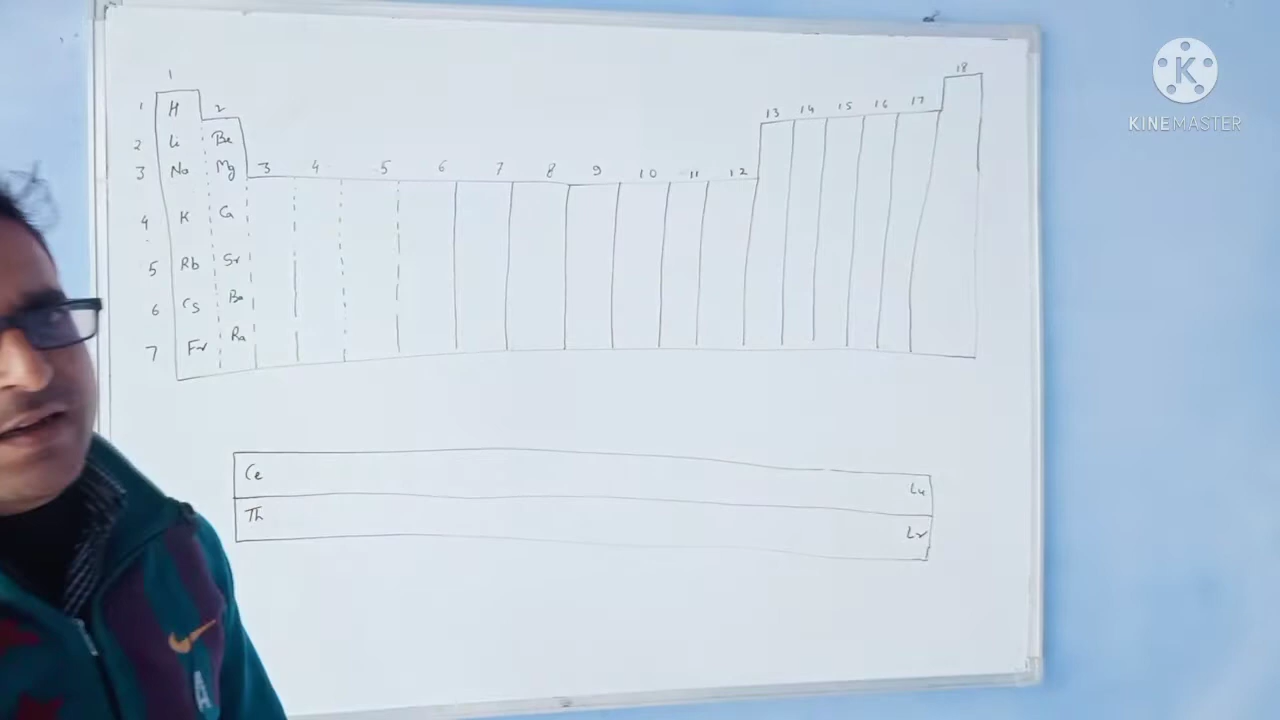 1 18
1 H 2 13 14 15 16 17
2 Li Be
3 Na Mg 3 4 5 6 7 8 9 10 11 12
4 K Ca
5 Rb Sr
6 Cs Ba
7 Fr Ra
Ce Lu
Th Lr
KINEMASTER